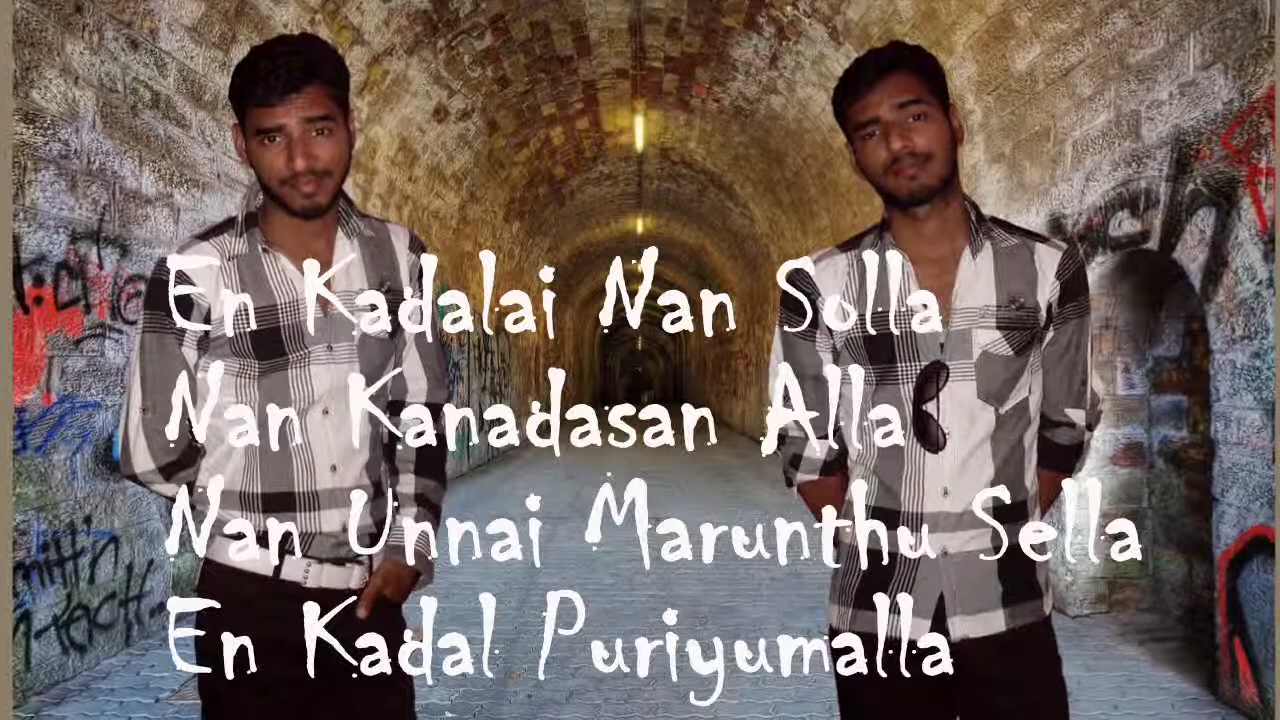 En Kadalai Nan Solla
Nan Kanadasan Alla
Nan Unnai Marunthu Sella
En Kadal Puriyumalla